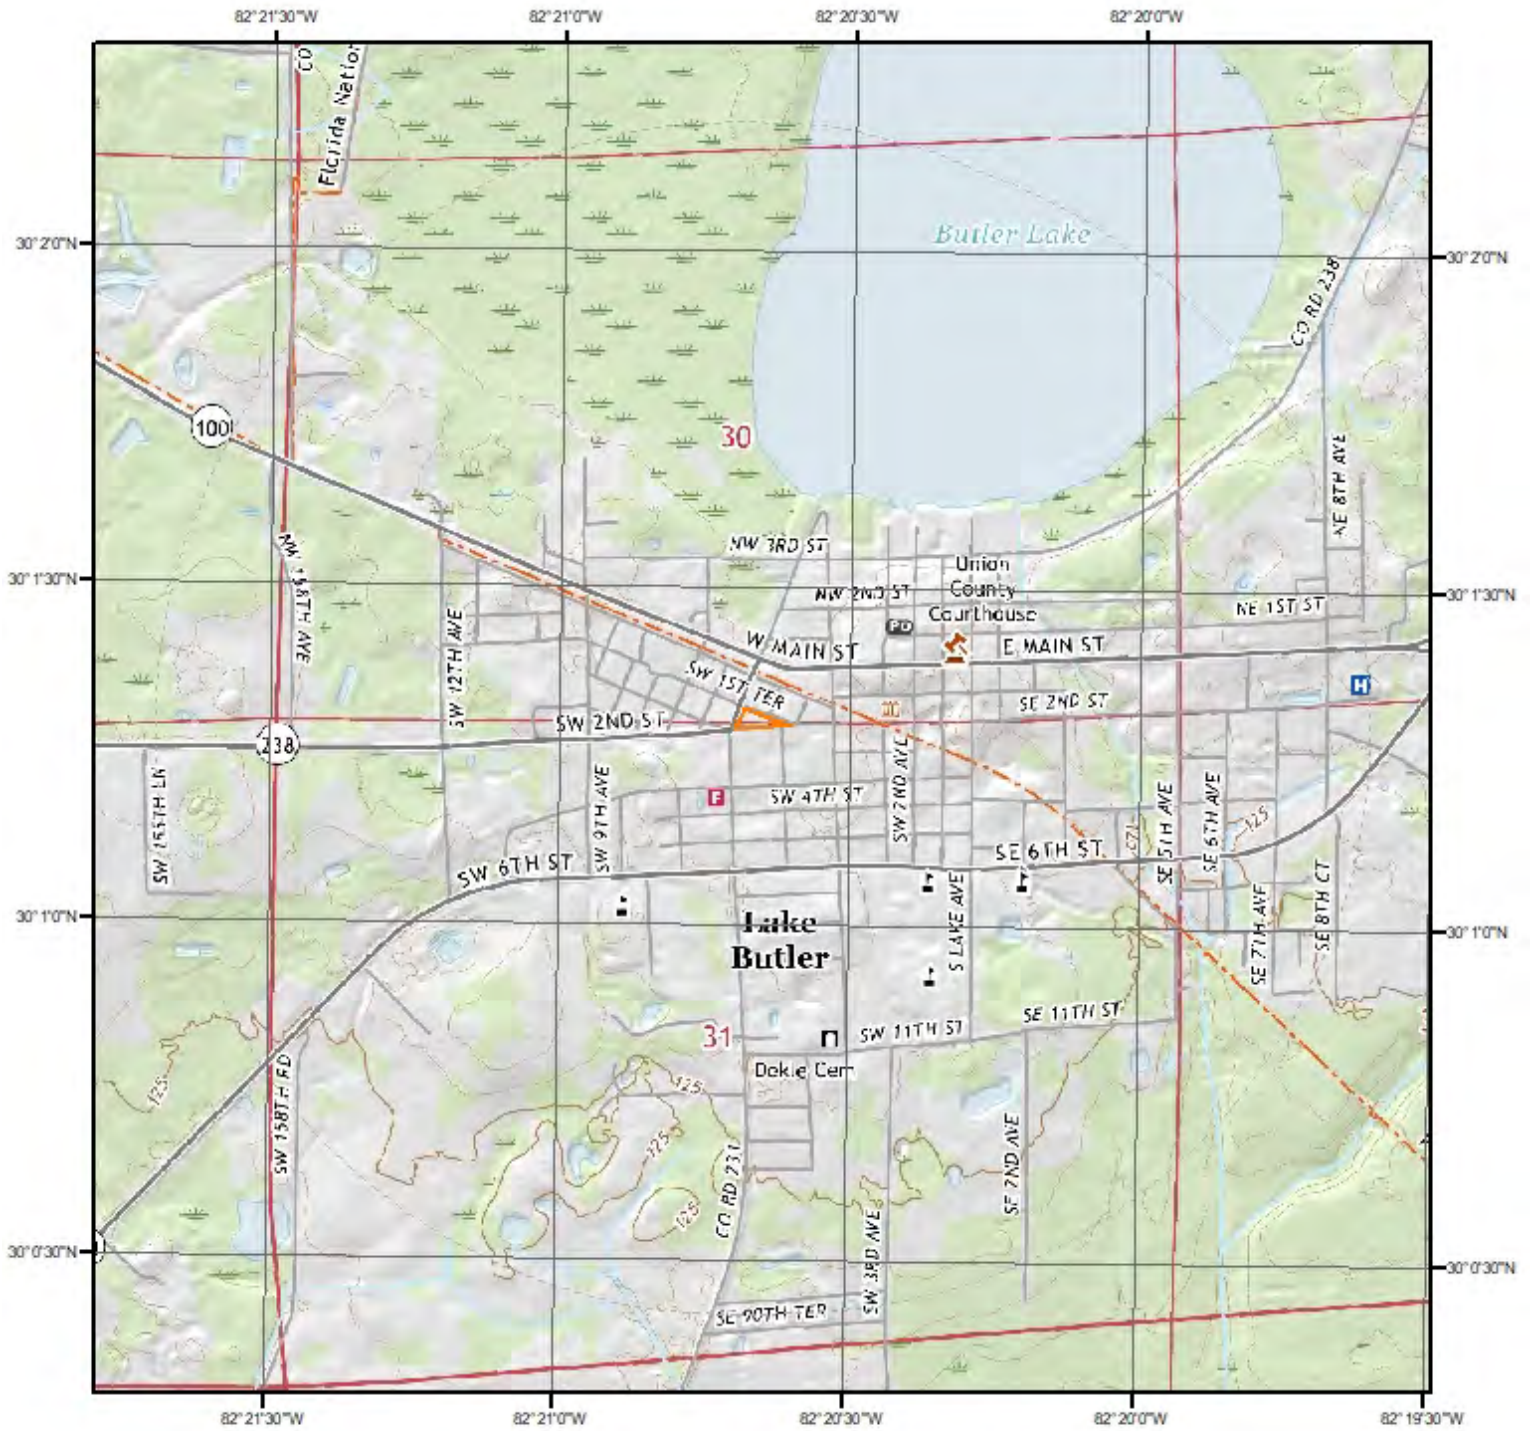 82°21'30"W
82°21'0"W
82°20'30"W
82°20'0"W
CO
Florida Nation
30°2'0"N
Butler Lake
30°2'0"N
CO RD 238
100
30
NE 8TH AVE
NW 3RD ST
Union
County
Courthouse
30°1'30"N
NW 158TH AVE
NW 2ND ST
30°1'30"N
NE 1ST ST
PO
W MAIN ST
E MAIN ST
SW 12TH AVE
SW 1ST TER
H
SE 2ND ST
SW 2ND ST
238
SW 155TH LN
SW 9TH AVE
F
SW 4TH ST
SW 2ND AVE
SE 5TH AVE
SE 6TH AVE
125
125
SE 6TH ST
SW 6TH ST
30°1'0"N
Lake
Butler
S LAKE AVE
SE 7TH AVE
SE 8TH CT
30°1'0"N
31
SW 11TH ST
SE 11TH ST
Dekle Cem
125
125
SW 158TH RD
125
125
CO RD 231
SE 2ND AVE
SW 3RD AVE
30°0'30"N
30°0'30"N
SE 90TH TER
82°21'30"W
82°21'0"W
82°20'30"W
82°20'0"W
82°19'30"W